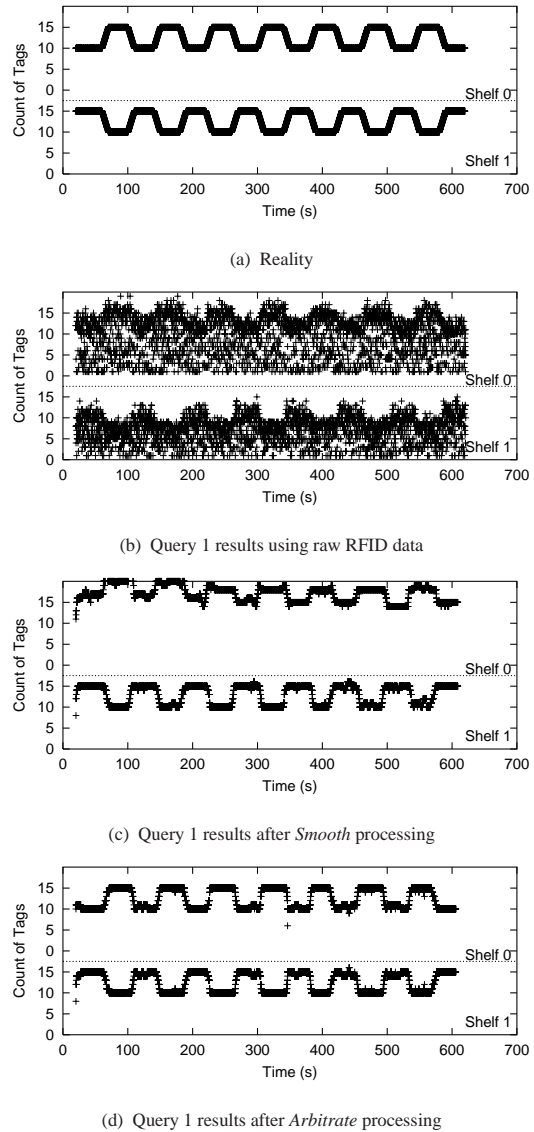 Count of Tags
15
10
5
0
15
10
5
0
Shelf 0
Shelf 1
0 100 200 300 400 500 600 700
Time (s)
(a) Reality
Count of Tags
15
10
5
0
15
10
5
0
Shelf 0
Shelf 1
0 100 200 300 400 500 600 700
Time (s)
(b) Query 1 results using raw RFID data
Count of Tags
15
10
5
0
15
10
5
0
Shelf 0
Shelf 1
0 100 200 300 400 500 600 700
Time (s)
(c) Query 1 results after Smooth processing
Count of Tags
15
10
5
0
15
10
5
0
Shelf 0
Shelf 1
0 100 200 300 400 500 600 700
Time (s)
(d) Query 1 results after Arbitrate processing